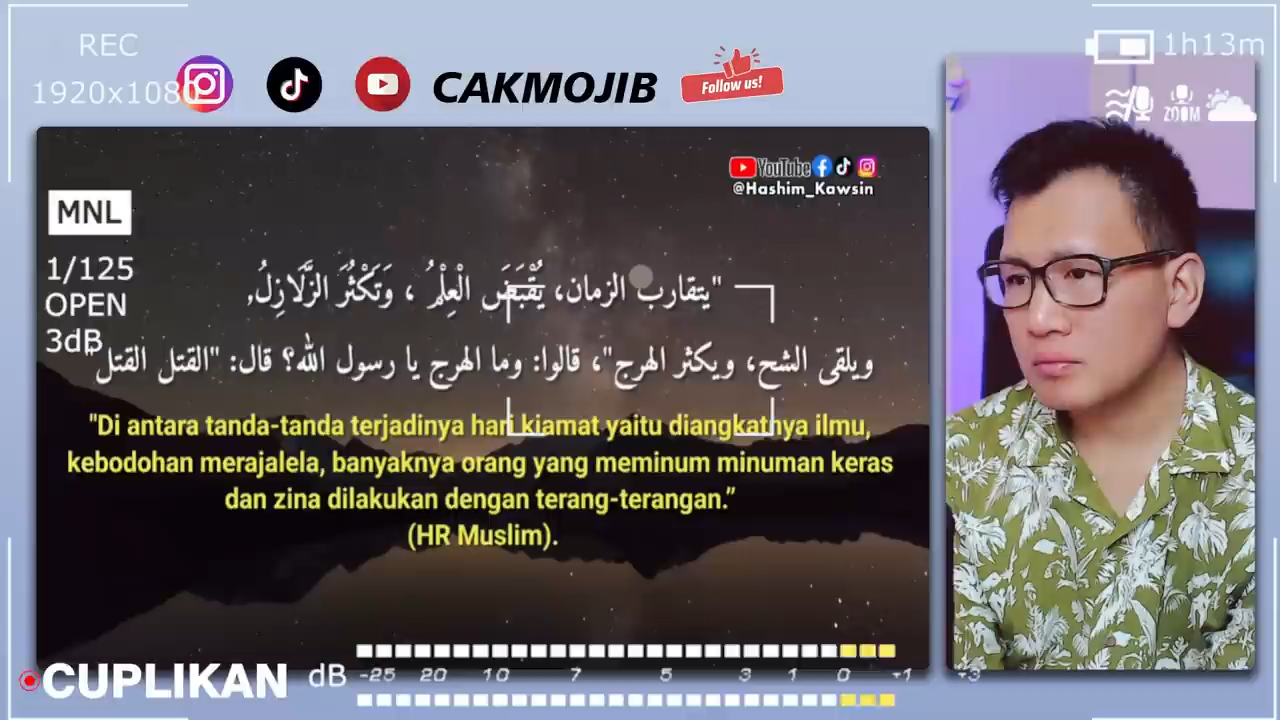 REC
1920x1080
CAKMOJIB
Follow us!
1h13m
ZOOM
YouTube
@Hashim_Kawsin
MNL
1/125
OPEN
3dB
"يتقارب الزمان، يُقْبَضَ الْعِلْمُ ، وَتَكْثُرَ الزَّلَازِلُ,
ويلقى الشح، ويكثر الهرج"، قالوا: وما الهرج يا رسول الله؟ قال: "القتل القتل"
"Di antara tanda-tanda terjadinya hari kiamat yaitu diangkatnya ilmu,
kebodohan merajalela, banyaknya orang yang meminum minuman keras
dan zina dilakukan dengan terang-terangan.”
(HR Muslim).
CUPLIKAN
dB -25 20 10 7 5 3 1 0 +1 +3